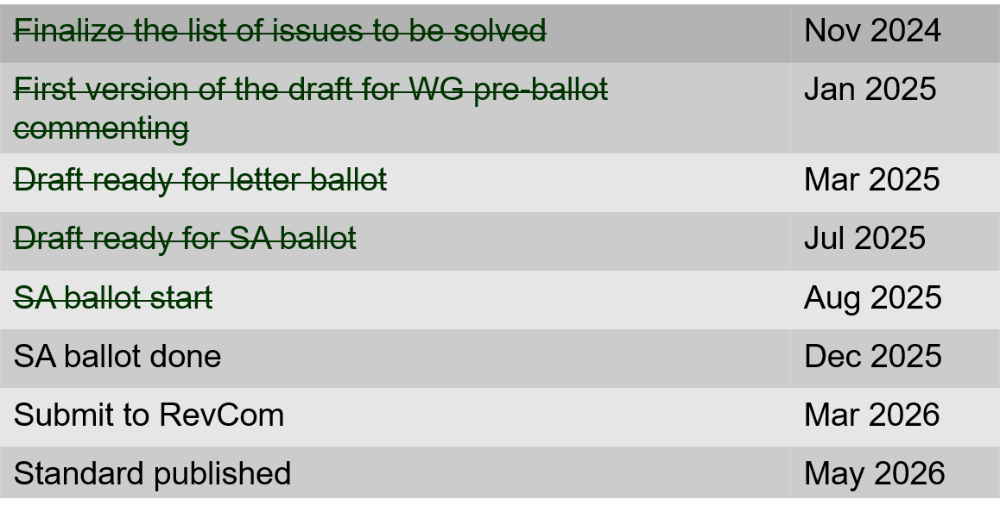 Finalize the list of issues to be solved Nov 2024
First version of the draft for WG pre-ballot Jan 2025
commenting
Draft ready for letter ballot Mar 2025
Draft ready for SA ballot Jul 2025
SA ballot start Aug 2025
SA ballot done Dec 2025
Submit to RevCom Mar 2026
Standard published May 2026